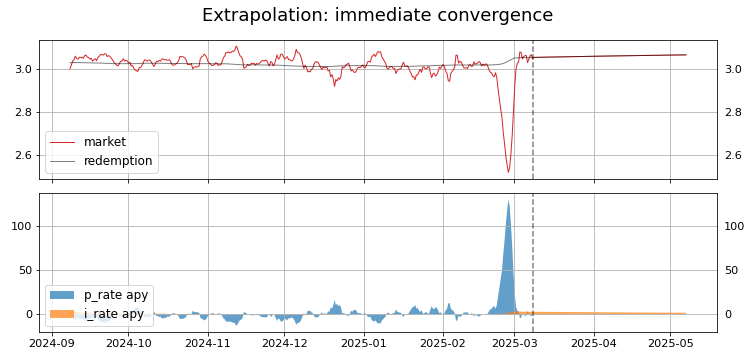 Extrapolation: immediate convergence
3.0
2.8
2.6
market
redemption
3.0
2.8
2.6
100
50
0
p_rate apy
i_rate apy
100
50
0
2024-09 2024-10 2024-11 2024-12 2025-01 2025-02 2025-03 2025-04 2025-05